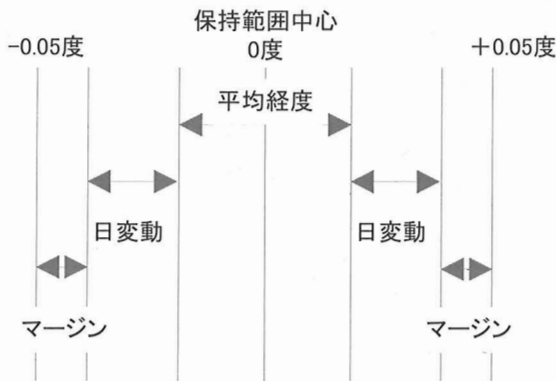 保持範囲中心
-0.05度 0度 +0.05度
平均経度
日変動 日変動
マージン マージン